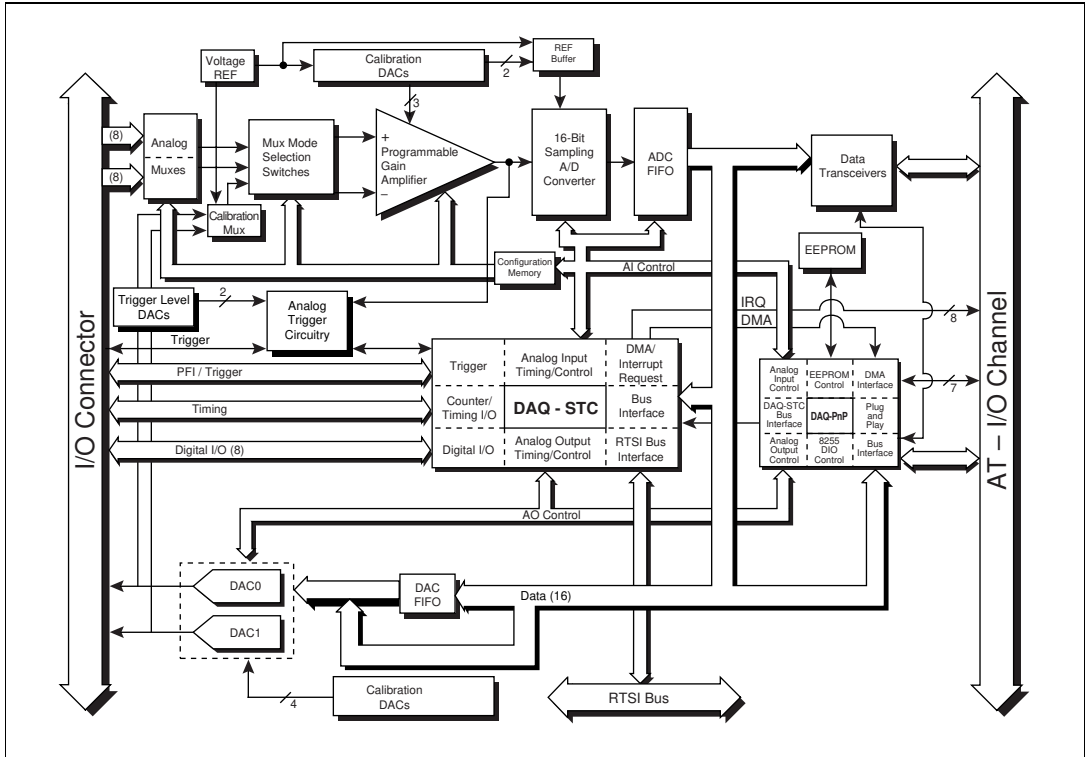 Voltage
REF
Calibration
DACs
REF
Buffer
2
3
(8)
(8)
Analog
Muxes
Mux Mode
Selection
Switches
+
Programmable
Gain
Amplifier
–
16-Bit
Sampling
A/D
Converter
ADC
FIFO
Data
Transceivers
Calibration
Mux
Configuration
Memory
AI Control
EEPROM
Trigger Level
DACs
2
Analog
Trigger
Circuitry
IRQ
DMA
8
Trigger
PFI / Trigger
Timing
Digital I/O (8)
I/O Connector
AT – I/O Channel
Trigger
Analog Input
Timing/Control
DMA/
Interrupt
Request
Counter/
Timing I/O
DAQ - STC
Bus
Interface
Digital I/O
Analog Output
Timing/Control
RTSI Bus
Interface
Analog
Input
Control
EEPROM
Control
DMA
Interface
7
DAQ-STC
Bus
Interface
DAQ-PnP
Plug
and
Play
Analog
Output
Control
8255
DIO
Control
Bus
Interface
AO Control
DAC0
DAC
FIFO
Data (16)
DAC1
4
Calibration
DACs
RTSI Bus